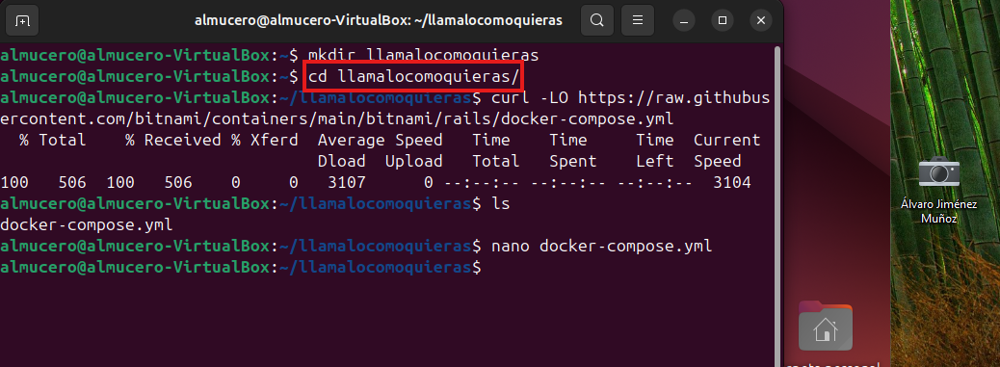 almucero@almucero-VirtualBox: ~/llamalocomoquieras
almucero@almucero-VirtualBox:~$ mkdir llamalocomoquieras
almucero@almucero-VirtualBox:~$ cd llamalocomoquieras/
almucero@almucero-VirtualBox:~/llamalocomoquieras$ curl -LO https://raw.githubus
ercontent.com/bitnami/containers/main/bitnami/rails/docker-compose.yml
% Total % Received % Xferd Average Speed Time Time Time Current
Dload Upload Total Spent Left Speed
100 506 100 506 0 0 3107 0 --:--:-- --:--:-- --:--:-- 3104
almucero@almucero-VirtualBox:~/llamalocomoquieras$ ls
docker-compose.yml
almucero@almucero-VirtualBox:~/llamalocomoquieras$ nano docker-compose.yml
almucero@almucero-VirtualBox:~/llamalocomoquieras$
Álvaro Jiménez
Muñoz